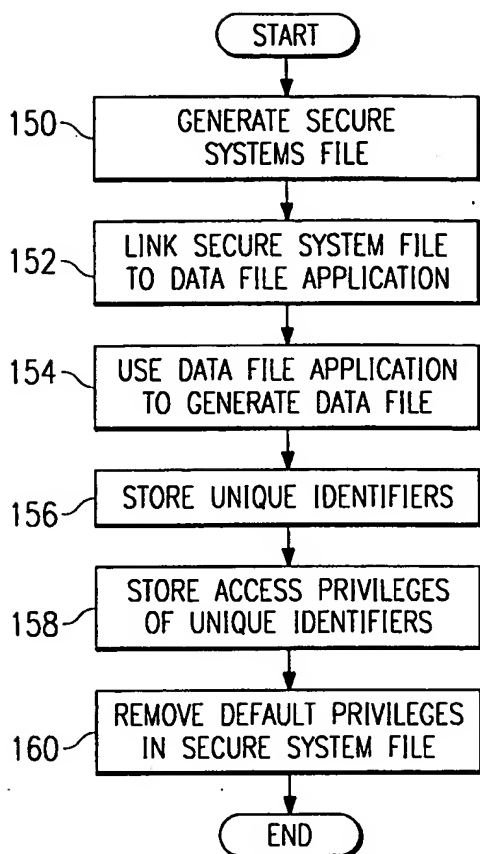 START
150
GENERATE SECURE
SYSTEMS FILE
152
LINK SECURE SYSTEM FILE
TO DATA FILE APPLICATION
154
USE DATA FILE APPLICATION
TO GENERATE DATA FILE
156
STORE UNIQUE IDENTIFIERS
158
STORE ACCESS PRIVILEGES
OF UNIQUE IDENTIFIERS
160
REMOVE DEFAULT PRIVILEGES
IN SECURE SYSTEM FILE
END